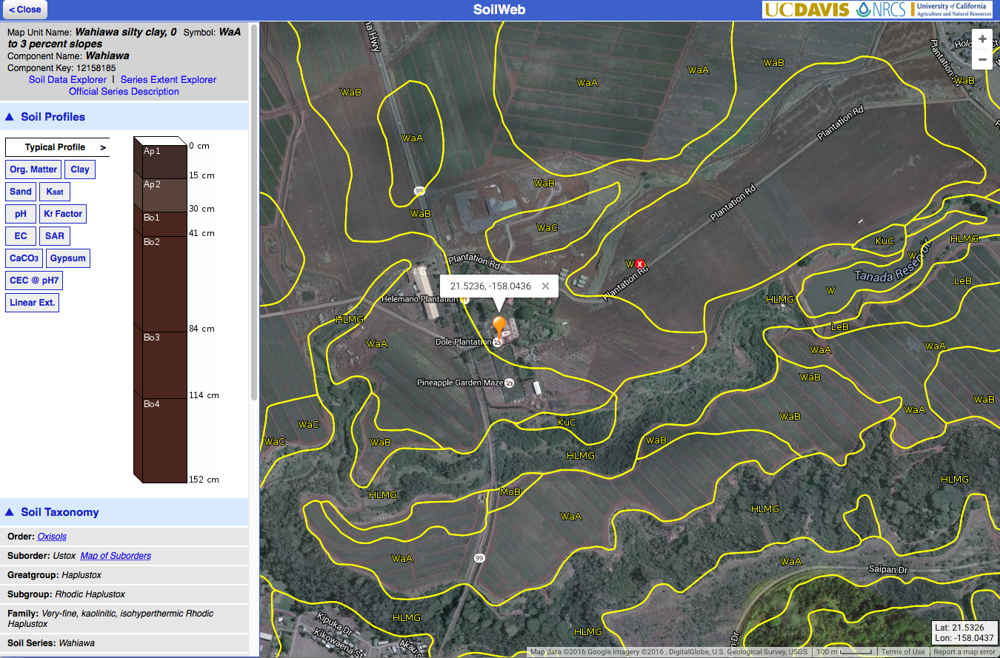 < Close
SoilWeb
UCDAVIS
NRCS
University of California
Agriculture and Natural Resources
Map Unit Name: Wahiawa silty clay, 0 Symbol: WaA
to 3 percent slopes
Component Name: Wahiawa
Component Key: 12158185
Soil Data Explorer | Series Extent Explorer
Official Series Description
▲ Soil Profiles
Typical Profile >
Org. Matter Clay
Sand Ksat
pH Kf Factor
EC SAR
CaCO3 Gypsum
CEC @ pH7
Linear Ext.
Ap1
Ap2
Bo1
Bo2
Bo3
Bo4
0 cm
15 cm
30 cm
41 cm
84 cm
114 cm
152 cm
▲ Soil Taxonomy
Order: Oxisols
Suborder: Ustox Map of Suborders
Greatgroup: Haplustox
Subgroup: Rhodic Haplustox
Family: Very-fine, kaolinitic, isohyperthermic Rhodic
Haplustox
Soil Series: Wahiawa
Hwy
Plantation Rd
+
−
WaB
WaA
WaA
WaA
WaB
WaB
Plantation Rd
WaA
WaB
99
WaB
Plantation Rd
WaC
KuC
HLMG
W
Tanada Reservoir
Plantation Rd
X
Plantation Rd
21.5236, -158.0436 ×
LeB
W
HLMG
Helemano Plantation
HLMG
LeB
WaA
Dole Plantation
WaA
WaA
WaB
Pineapple Garden Maze
WaB
WaA
WaC
KuC
WaB
WaC
WaB
WaB
HLMG
HLMG
HLMG
MoB
HLMG
WaA
WaA
99
WaA
Saipan Dr
HLMG
HLMG
Kipuka Dr
Kikowaena St
Lat: 21.5326
Lon: -158.0437
Map data ©2016 Google Imagery ©2016 , DigitalGlobe, U.S. Geological Survey, USGS
100 m
Terms of Use
Report a map error